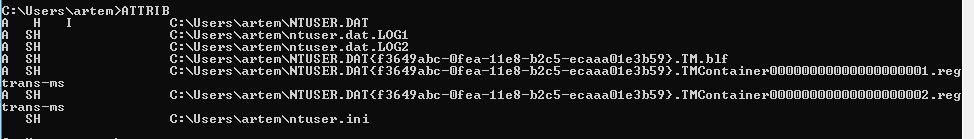 C:\Users\artem>ATTRIB
A    H    I            C:\Users\artem\NTUSER.DAT
A   SH                 C:\Users\artem\ntuser.dat.LOG1
A   SH                 C:\Users\artem\ntuser.dat.LOG2
A   SH                 C:\Users\artem\NTUSER.DAT{f3649abc-0fea-11e8-b2c5-ecaaa01e3b59}.TM.blf
A   SH                 C:\Users\artem\NTUSER.DAT{f3649abc-0fea-11e8-b2c5-ecaaa01e3b59}.TMContainer00000000000000000001.reg
trans-ms
A   SH                 C:\Users\artem\NTUSER.DAT{f3649abc-0fea-11e8-b2c5-ecaaa01e3b59}.TMContainer00000000000000000002.reg
trans-ms
    SH                 C:\Users\artem\ntuser.ini